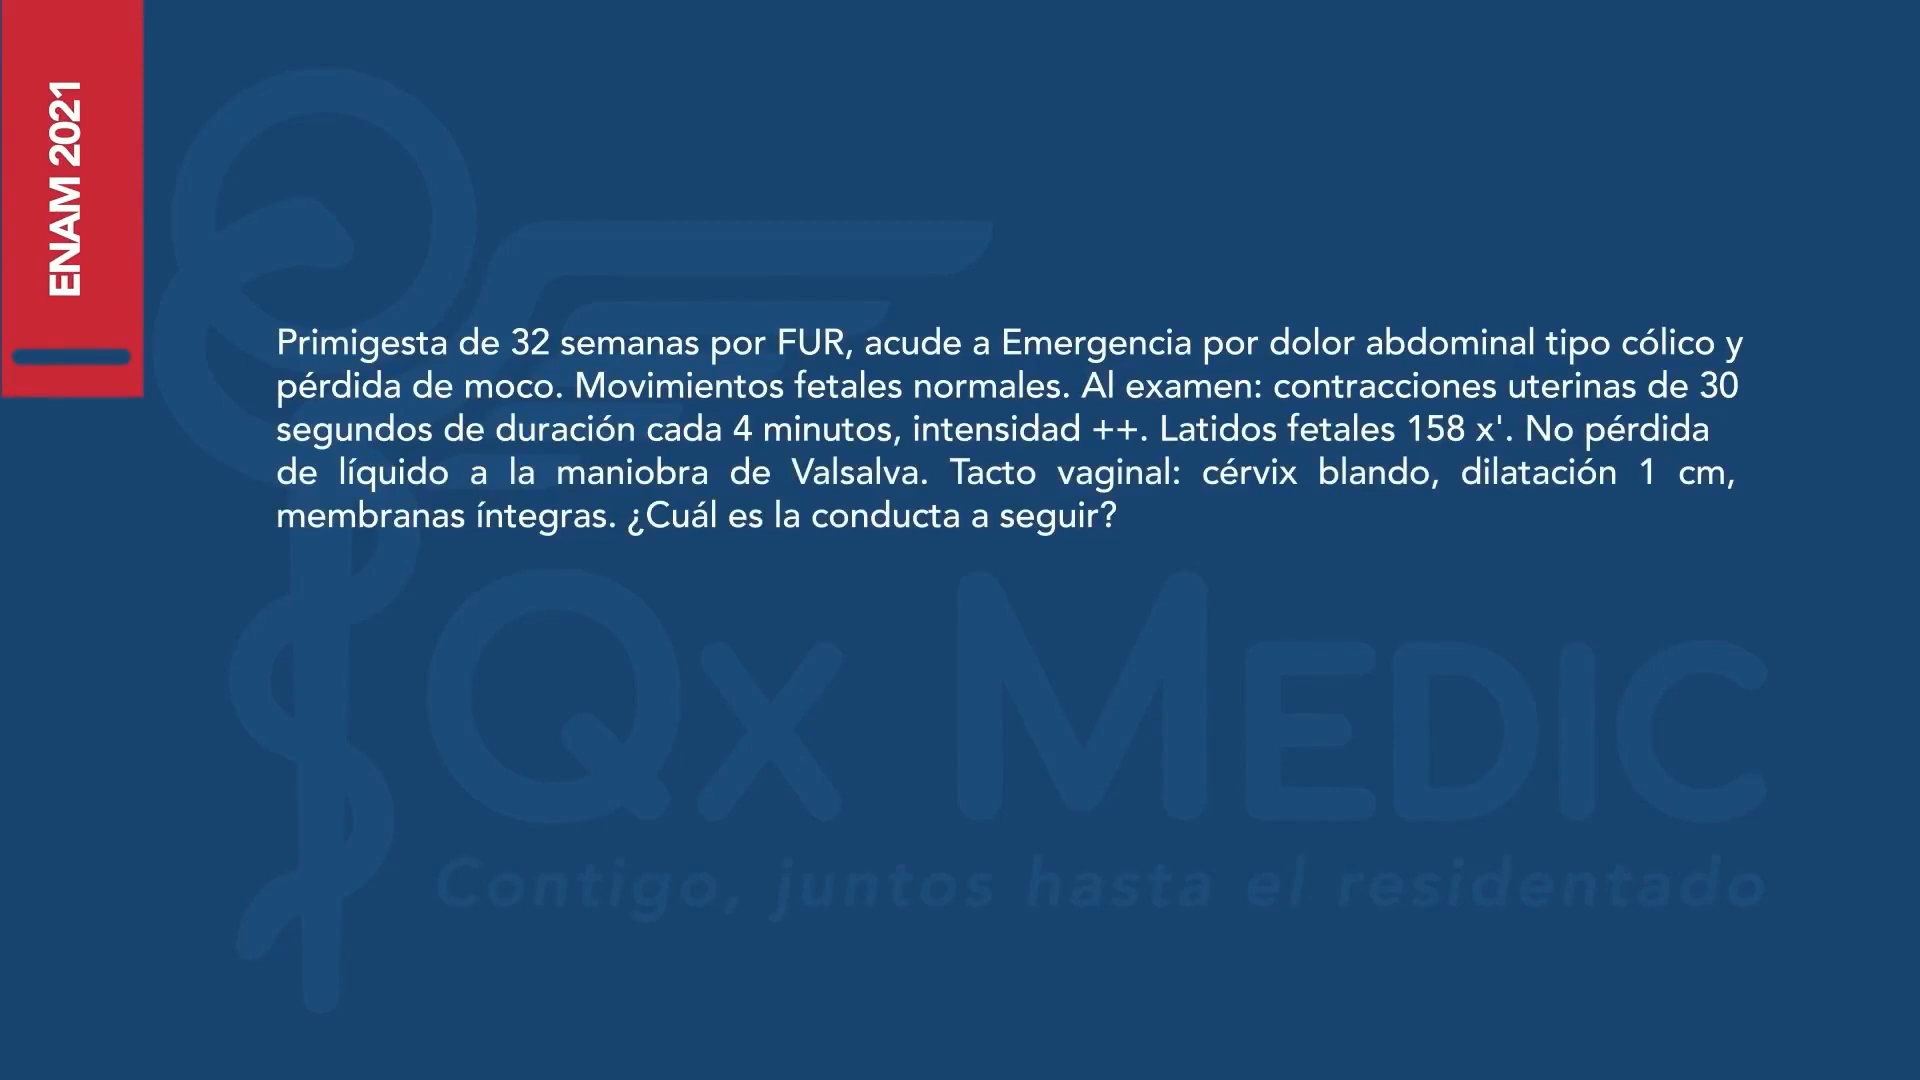 ENAM 2021
Primigesta de 32 semanas por FUR, acude a Emergencia por dolor abdominal tipo cólico y
pérdida de moco. Movimientos fetales normales. Al examen: contracciones uterinas de 30
segundos de duración cada 4 minutos, intensidad ++. Latidos fetales 158 x'. No pérdida
de líquido a la maniobra de Valsalva. Tacto vaginal: cérvix blando, dilatación 1 cm,
membranas íntegras. ¿Cuál es la conducta a seguir?
Qx MEDIC
Contigo, juntos hasta el residentado